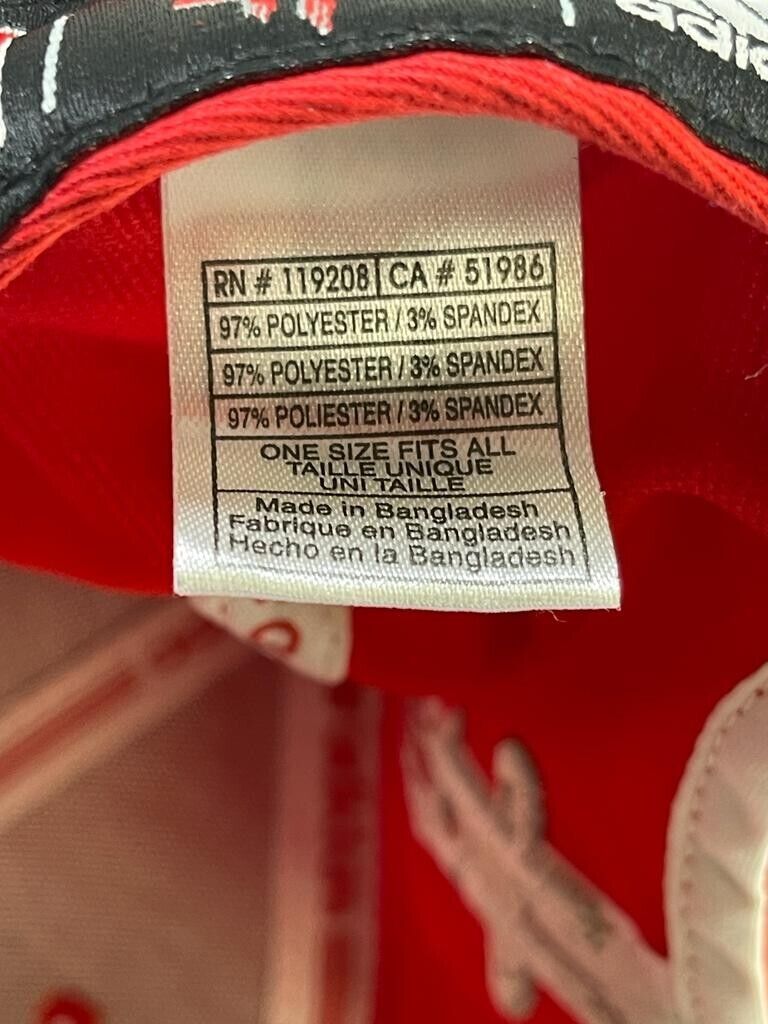 adidas
RN # 119208 CA # 51986
97% POLYESTER / 3% SPANDEX
97% POLYESTER / 3% SPANDEX
97% POLIESTER / 3% SPANDEX
ONE SIZE FITS ALL
TAILLE UNIQUE
UNI TAILLE
Made in Bangladesh
Fabrique en Bangladesh
Hecho en la Bangladesh